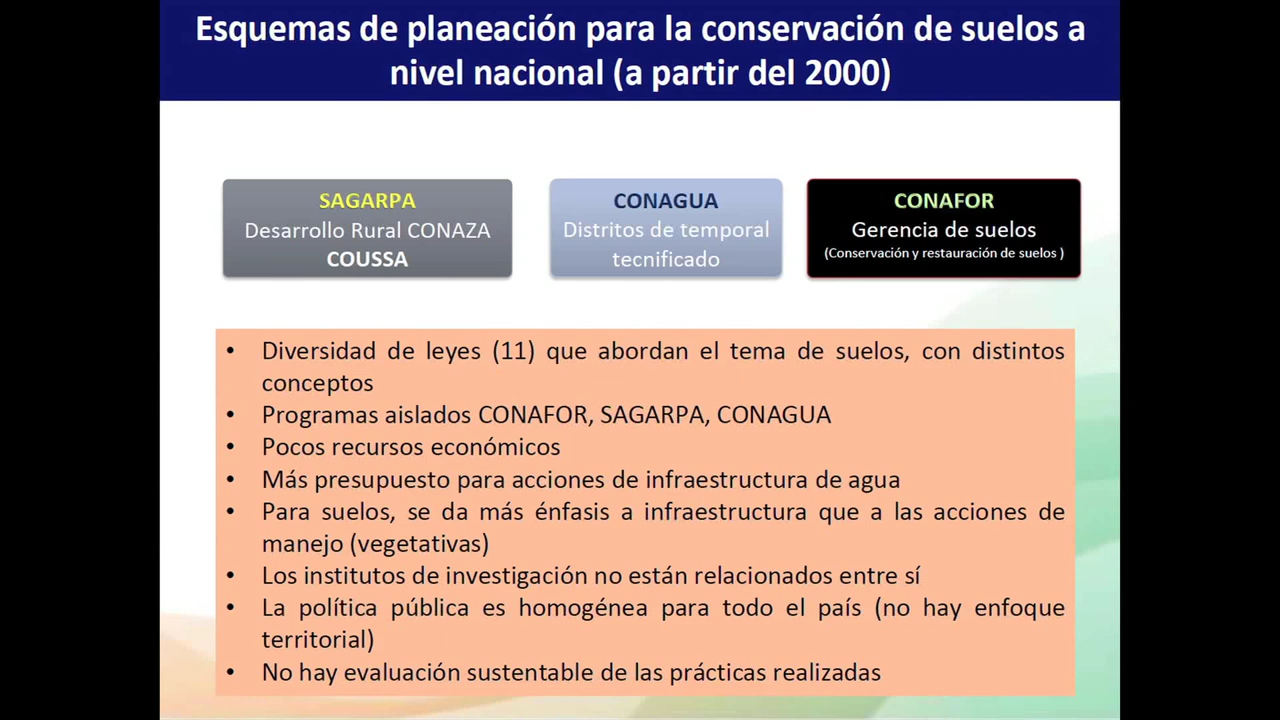 Esquemas de planeación para la conservación de suelos a
nivel nacional (a partir del 2000)
SAGARPA
Desarrollo Rural CONAZA
COUSSA
CONAGUA
Distritos de temporal
tecnificado
CONAFOR
Gerencia de suelos
(Conservación y restauración de suelos )
• Diversidad de leyes (11) que abordan el tema de suelos, con distintos
conceptos
• Programas aislados CONAFOR, SAGARPA, CONAGUA
• Pocos recursos económicos
• Más presupuesto para acciones de infraestructura de agua
• Para suelos, se da más énfasis a infraestructura que a las acciones de
manejo (vegetativas)
• Los institutos de investigación no están relacionados entre sí
• La política pública es homogénea para todo el país (no hay enfoque
territorial)
• No hay evaluación sustentable de las prácticas realizadas